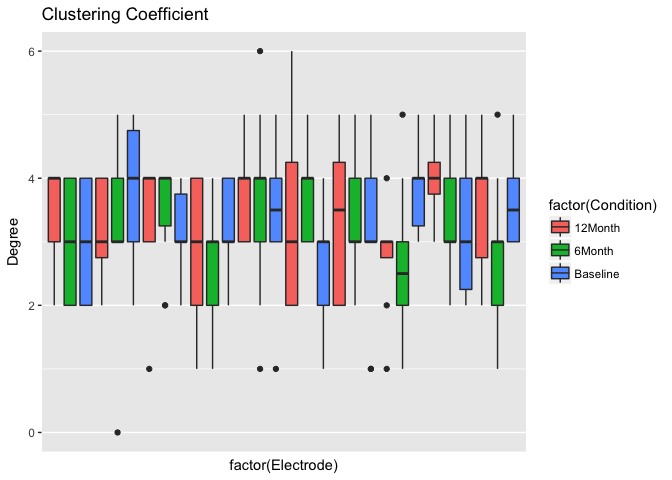 Clustering Coefficient
6
4
2
0
Degree
factor(Electrode)
factor(Condition)
12Month
6Month
Baseline